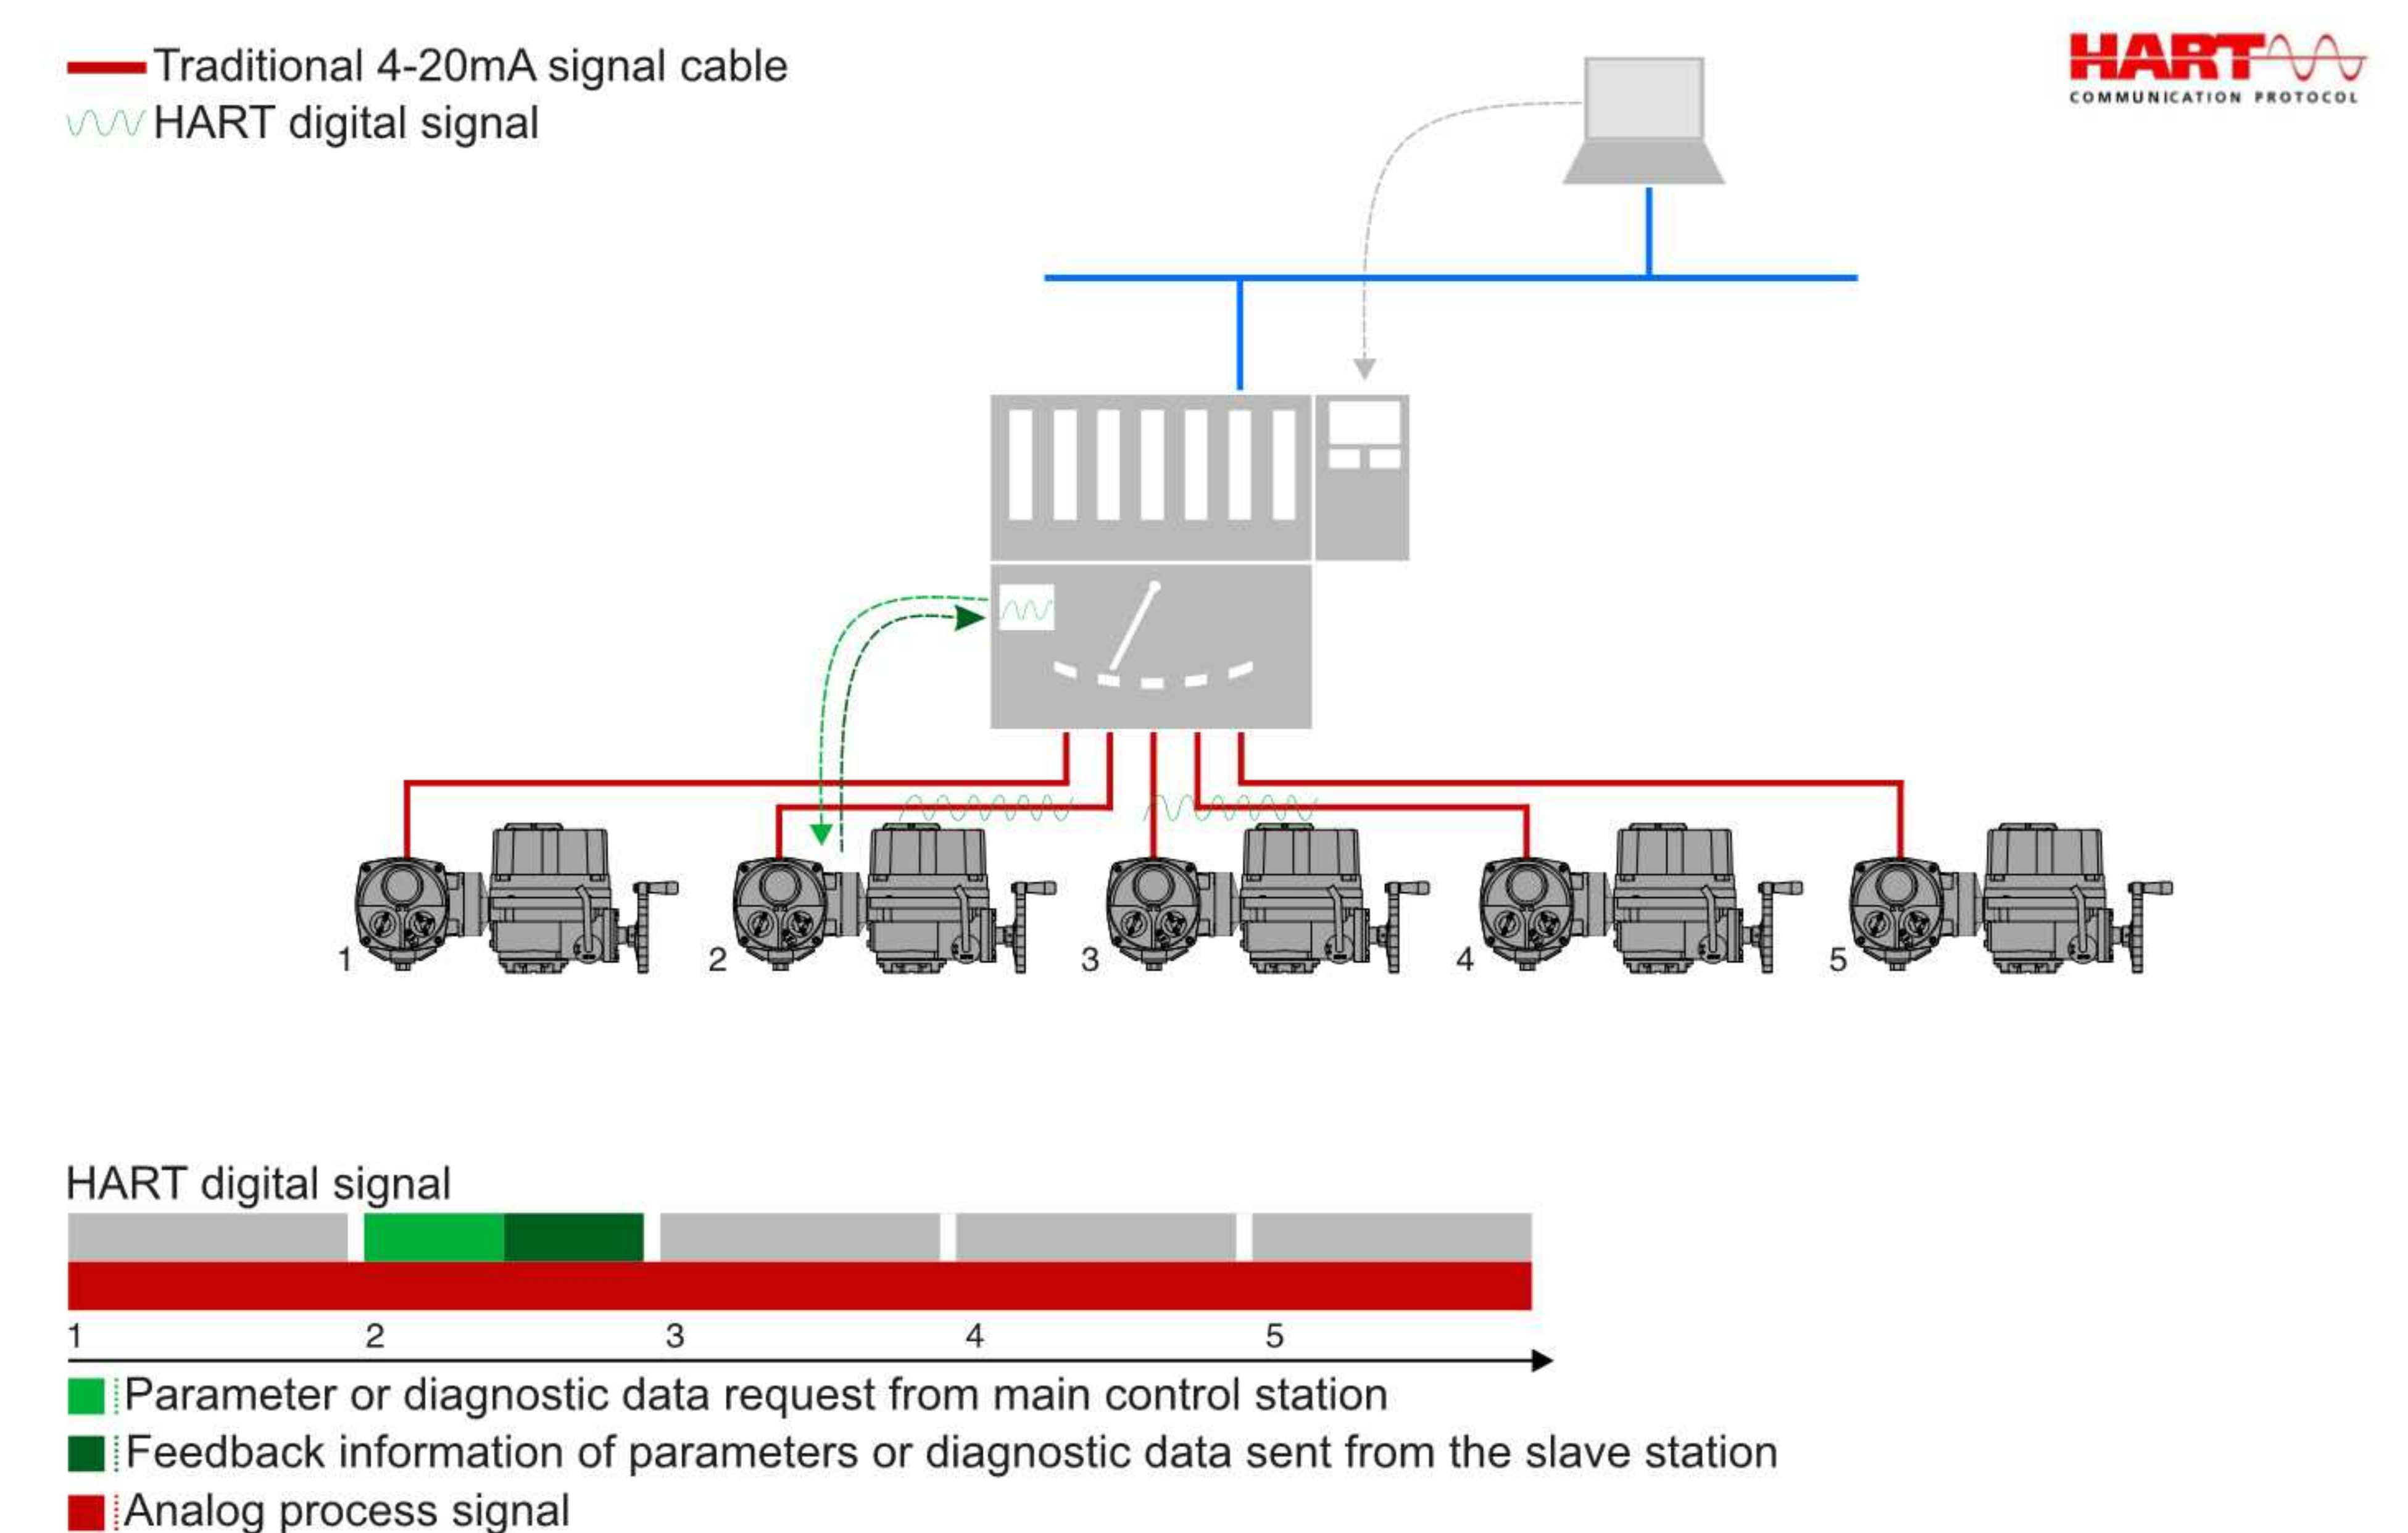 Traditional 4-20mA signal cable
HART digital signal
HART
COMMUNICATION PROTOCOL
1
2
3
4
5
HART digital signal
1 2 3 4 5
Parameter or diagnostic data request from main control station
Feedback information of parameters or diagnostic data sent from the slave station
Analog process signal